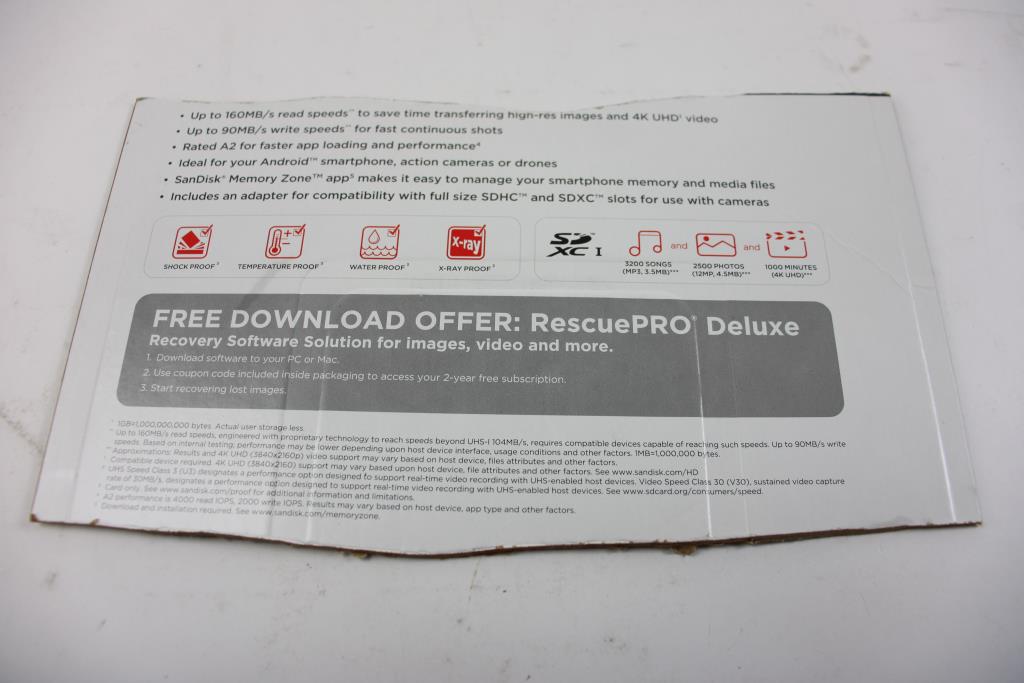 • Up to 160MB/s read speeds** to save time transferring high-res images and 4K UHD† video
• Up to 90MB/s write speeds** for fast continuous shots
• Rated A2 for faster app loading and performance⁴
• Ideal for your Android™ smartphone, action cameras or drones
• SanDisk® Memory Zone™ app⁵ makes it easy to manage your smartphone memory and media files
• Includes an adapter for compatibility with full size SDHC™ and SDXC™ slots for use with cameras
X-ray SD XC I
SHOCK PROOF³ TEMPERATURE PROOF³ WATER PROOF³ X-RAY PROOF³ 3200 SONGS and 2500 PHOTOS and 1000 MINUTES
(MP3, 3.5MB)*** (12MP, 4.5MB)*** (4K UHD)***
FREE DOWNLOAD OFFER: RescuePRO® Deluxe
Recovery Software Solution for images, video and more.
1. Download software to your PC or Mac.
2. Use coupon code included inside packaging to access your 2-year free subscription.
3. Start recovering lost images.
* 1GB=1,000,000,000 bytes. Actual user storage less.
** Up to 160MB/s read speeds, engineered with proprietary technology to reach speeds beyond UHS-I 104MB/s, requires compatible devices capable of reaching such speeds. Up to 90MB/s write
speeds. Based on internal testing; performance may be lower depending upon host device interface, usage conditions and other factors. 1MB=1,000,000 bytes.
*** Approximations: Results and 4K UHD (3840x2160p) video support may vary based on host device, files attributes and other factors.
Compatible device required. 4K UHD (3840x2160) support may vary based upon host device, file attributes and other factors. See www.sandisk.com/HD
UHS Speed Class 3 (U3) designates a performance option designed to support real-time video recording with UHS-enabled host devices. Video Speed Class 30 (V30), sustained video capture
rate of 30MB/s, designates a performance option designed to support real-time video recording with UHS-enabled host devices. See www.sdcard.org/consumers/speed.
³ Card only. See www.sandisk.com/proof for additional information and limitations.
⁴ A2 performance is 4000 read IOPS, 2000 write IOPS. Results may vary based on host device, app type and other factors.
⁵ Download and installation required. See www.sandisk.com/memoryzone.